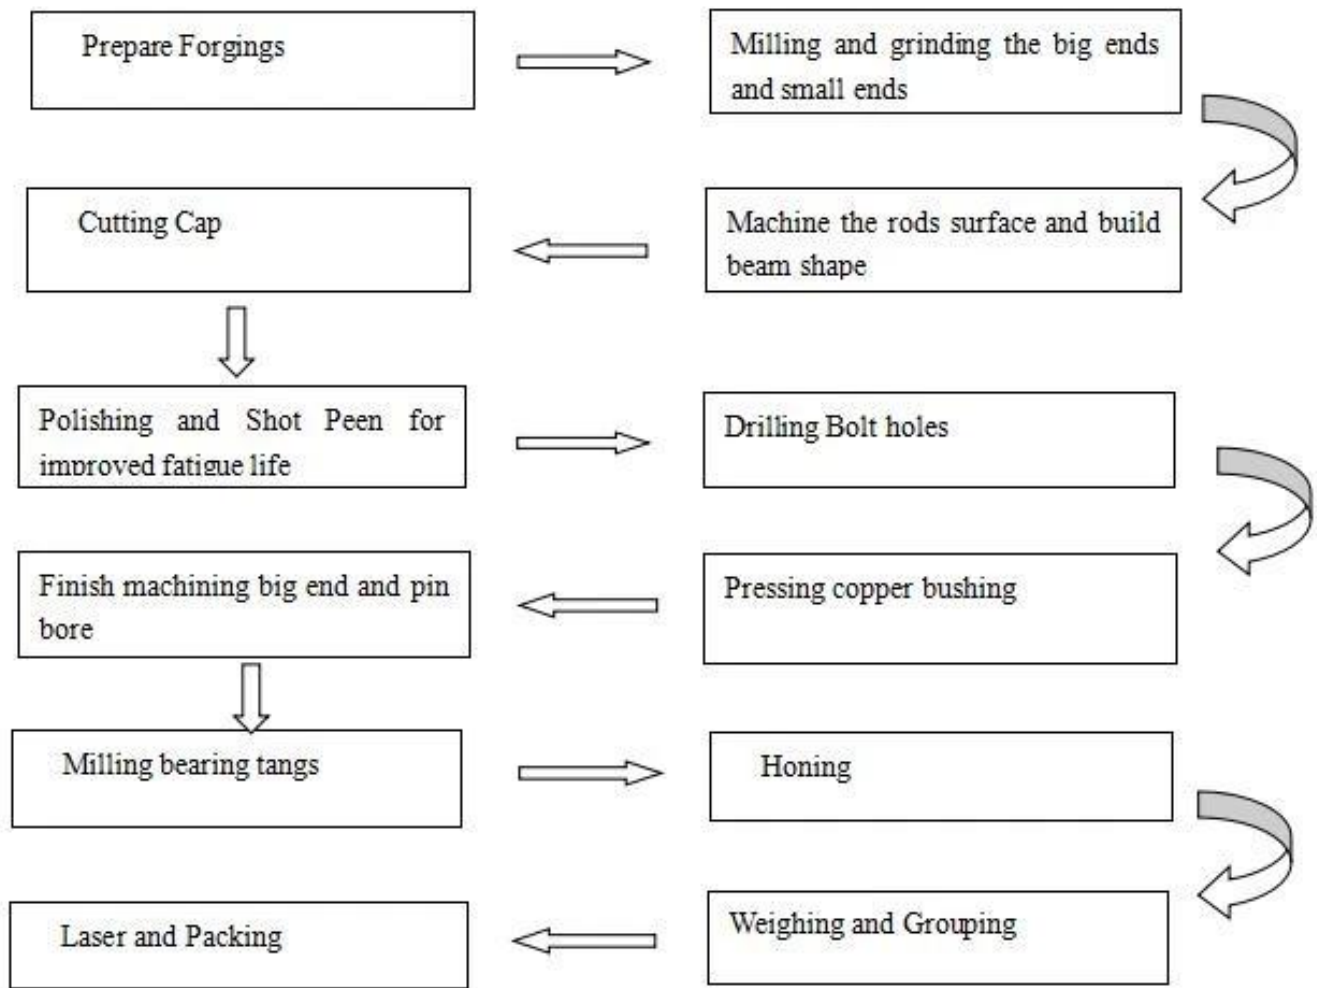 Prepare Forgings
Milling and grinding the big ends
and small ends
Machine the rods surface and build
beam shape
Cutting Cap
Polishing and Shot Peen for
improved fatigue life
Drilling Bolt holes
Pressing copper bushing
Finish machining big end and pin
bore
Milling bearing tangs
Honing
Weighing and Grouping
Laser and Packing